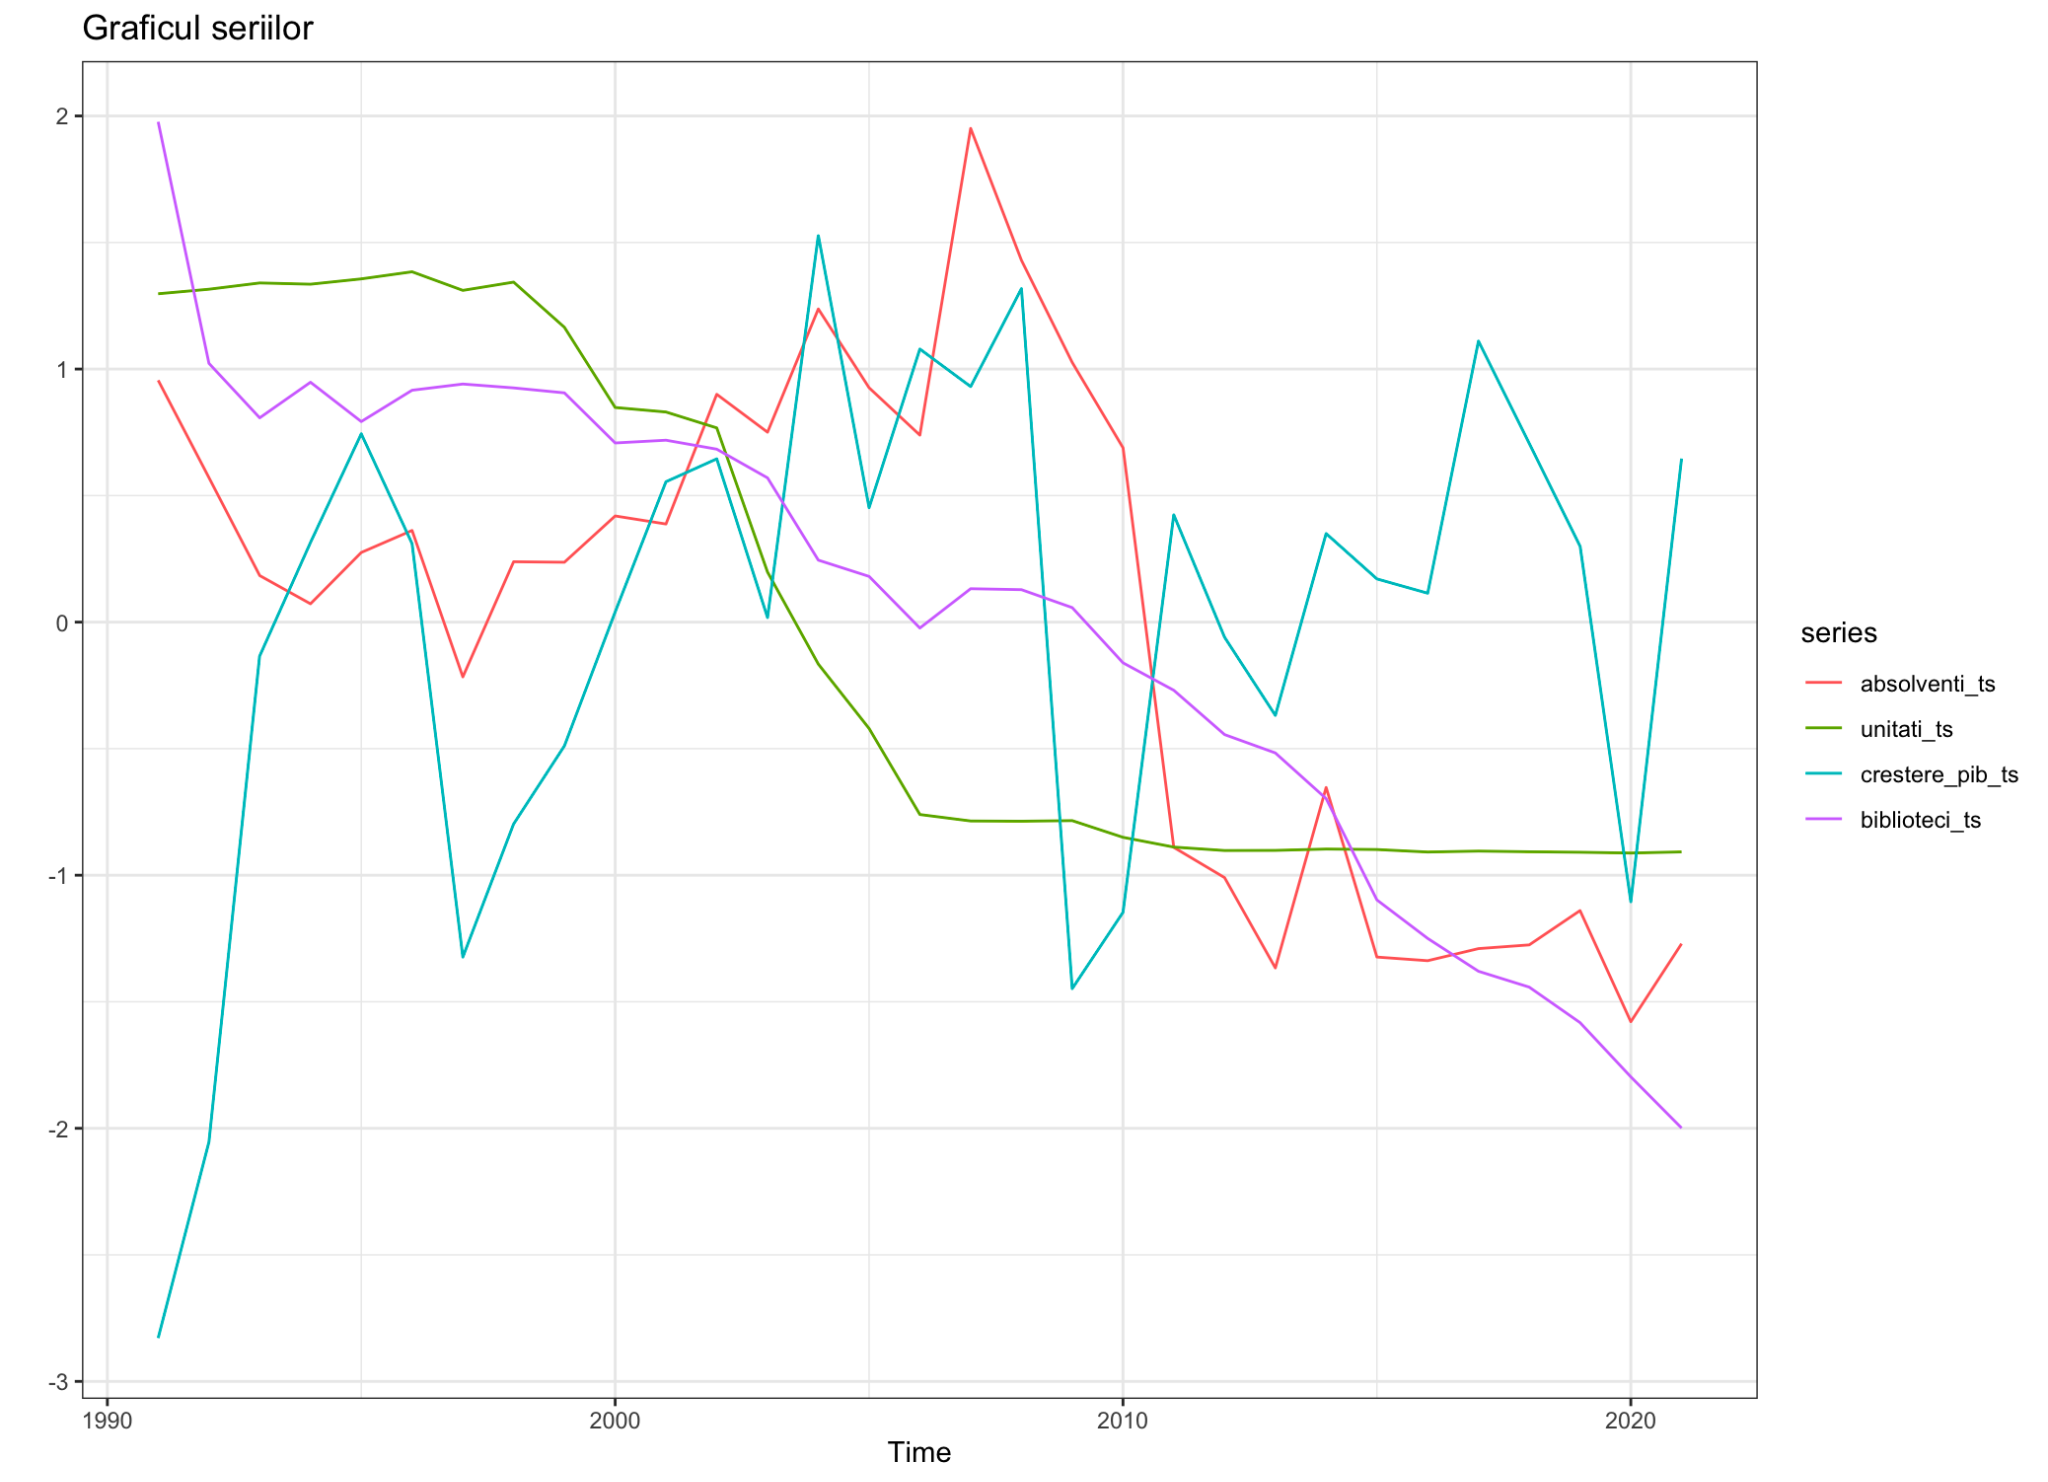 Graficul seriilor
2
1
0
-1
-2
-3
1990
2000
2010
2020
Time
series
absolventi_ts
unitati_ts
crestere_pib_ts
biblioteci_ts